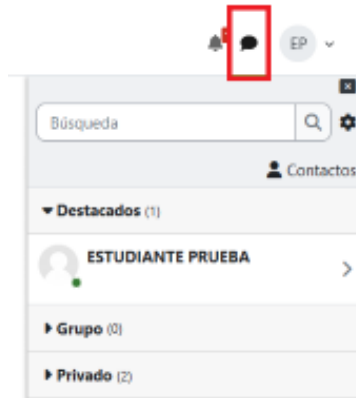 EP
Búsqueda
Contactos
Destacados (1)
ESTUDIANTE PRUEBA
Grupo (0)
Privado (2)